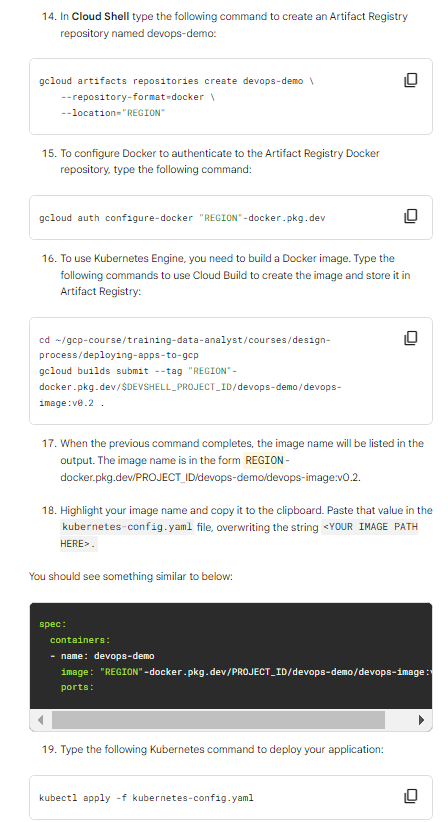 14. In Cloud Shell type the following command to create an Artifact Registry
repository named devops-demo:
gcloud artifacts repositories create devops-demo \
--repository-format=docker \
--location="REGION"
15. To configure Docker to authenticate to the Artifact Registry Docker
repository, type the following command:
gcloud auth configure-docker "REGION"-docker.pkg.dev
16. To use Kubernetes Engine, you need to build a Docker image. Type the
following commands to use Cloud Build to create the image and store it in
Artifact Registry:
cd ~/gcp-course/training-data-analyst/courses/design-
process/deploying-apps-to-gcp
gcloud builds submit --tag "REGION"-
docker.pkg.dev/$DEVSHELL_PROJECT_ID/devops-demo/devops-
image:v0.2 .
17. When the previous command completes, the image name will be listed in the
output. The image name is in the form REGION-
docker.pkg.dev/PROJECT_ID/devops-demo/devops-image:v0.2.
18. Highlight your image name and copy it to the clipboard. Paste that value in the
kubernetes-config.yaml file, overwriting the string <YOUR IMAGE PATH
HERE>.
You should see something similar to below:
spec:
containers:
- name: devops-demo
image: "REGION"-docker.pkg.dev/PROJECT_ID/devops-demo/devops-image:
ports:
19. Type the following Kubernetes command to deploy your application:
kubectl apply -f kubernetes-config.yaml